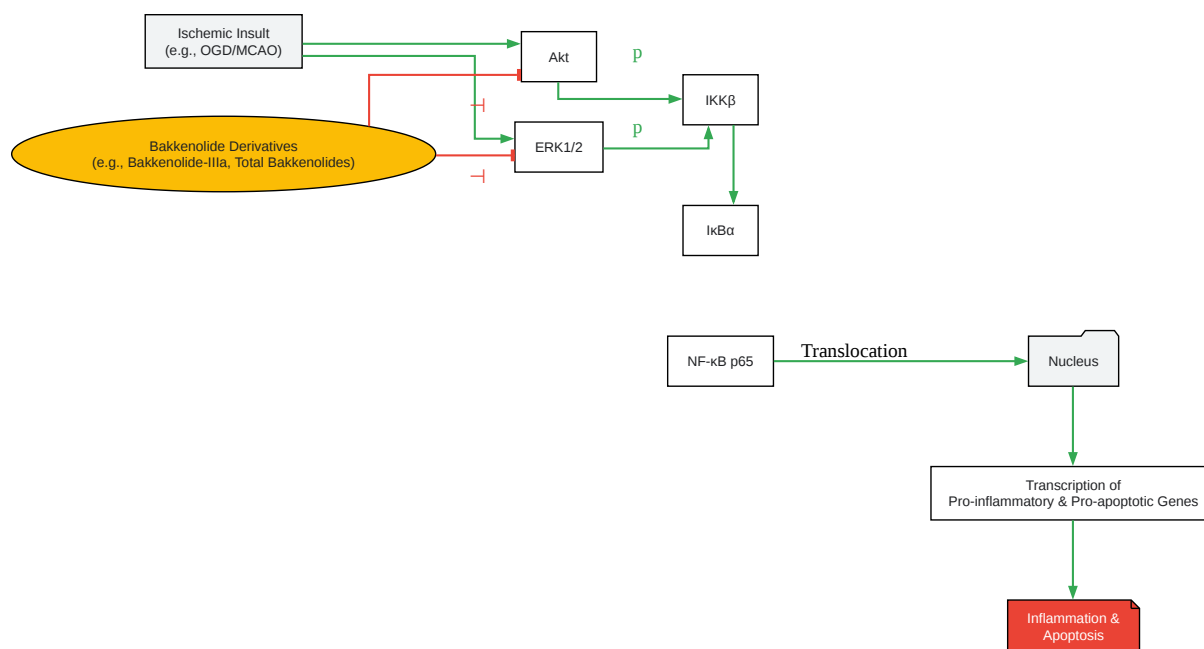 Ischemic Insult
(e.g., OGD/MCAO)
Akt
p
IKKβ
⊣
Bakkenolide Derivatives
(e.g., Bakkenolide-IIIa, Total Bakkenolides)
ERK1/2
p
⊣
IκBα
NF-κB p65
Translocation
Nucleus
Transcription of
Pro-inflammatory & Pro-apoptotic Genes
Inflammation &
Apoptosis